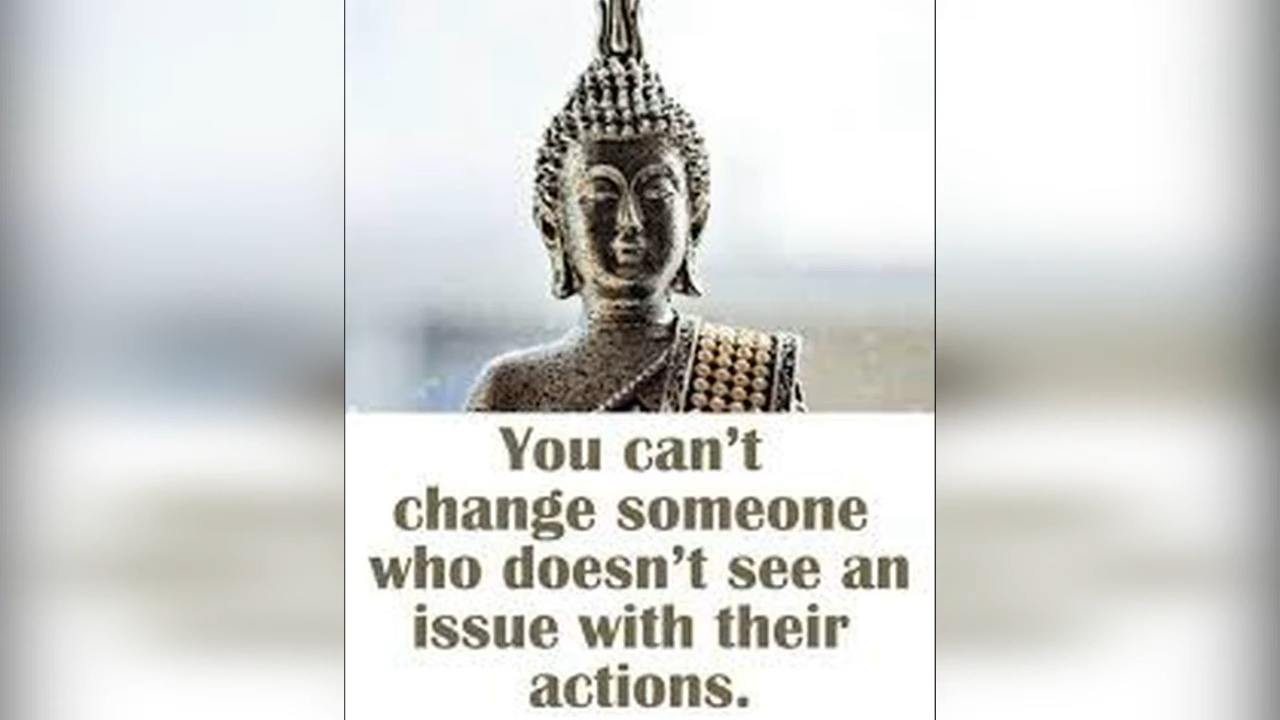 You can’t
change someone
who doesn’t see an
issue with their
actions.